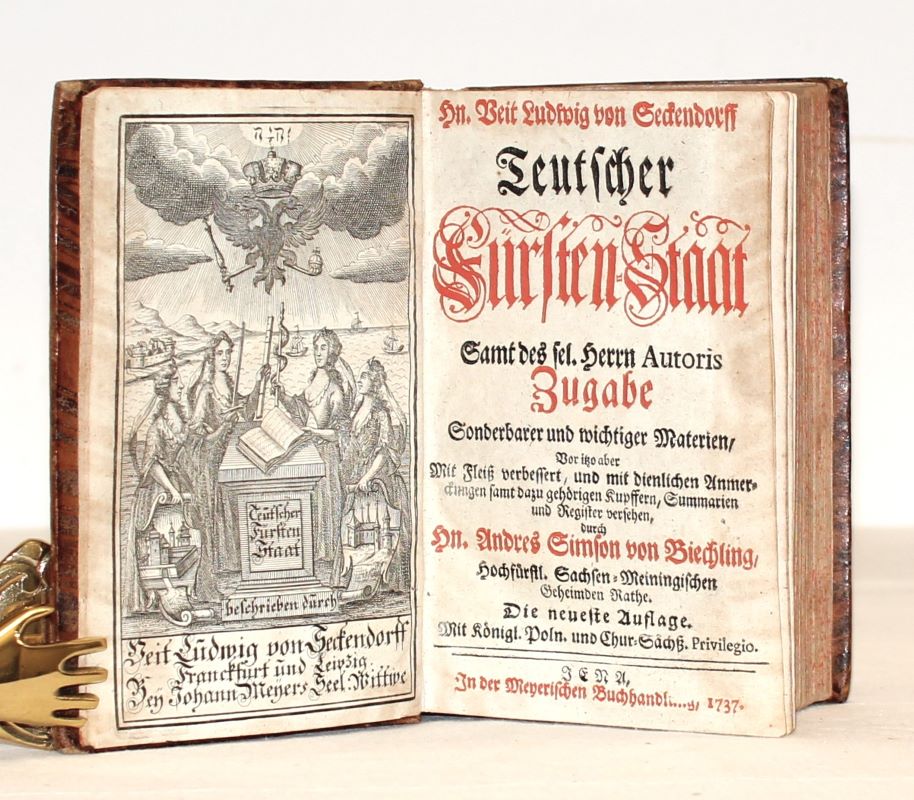 Teutscher
Fürsten
Staat
beschrieben durch
Veit Ludwig von Seckendorff
Franckfurt und Leipzig
Bey Johann Meyers Seel. Wittwe
Hn. Veit Ludwig von Seckendorff
Teutscher
Fürsten-Staat
Samt des sel. Herrn Autoris
Zugabe
Sonderbarer und wichtiger Materien,
Vor itzo aber
Mit Fleiß verbessert, und mit dienlichen Anmer-
ckungen samt dazu gehörigen Kupffern, Summarien
und Register versehen,
durch
Hn. Andres Simson von Biechling,
Hochfürstl. Sachsen-Meiningischen
Geheimden Rathe.
Die neueste Auflage.
Mit Königl. Poln. und Chur-Sächß. Privilegio.
JENA,
In der Meyerischen 1737.